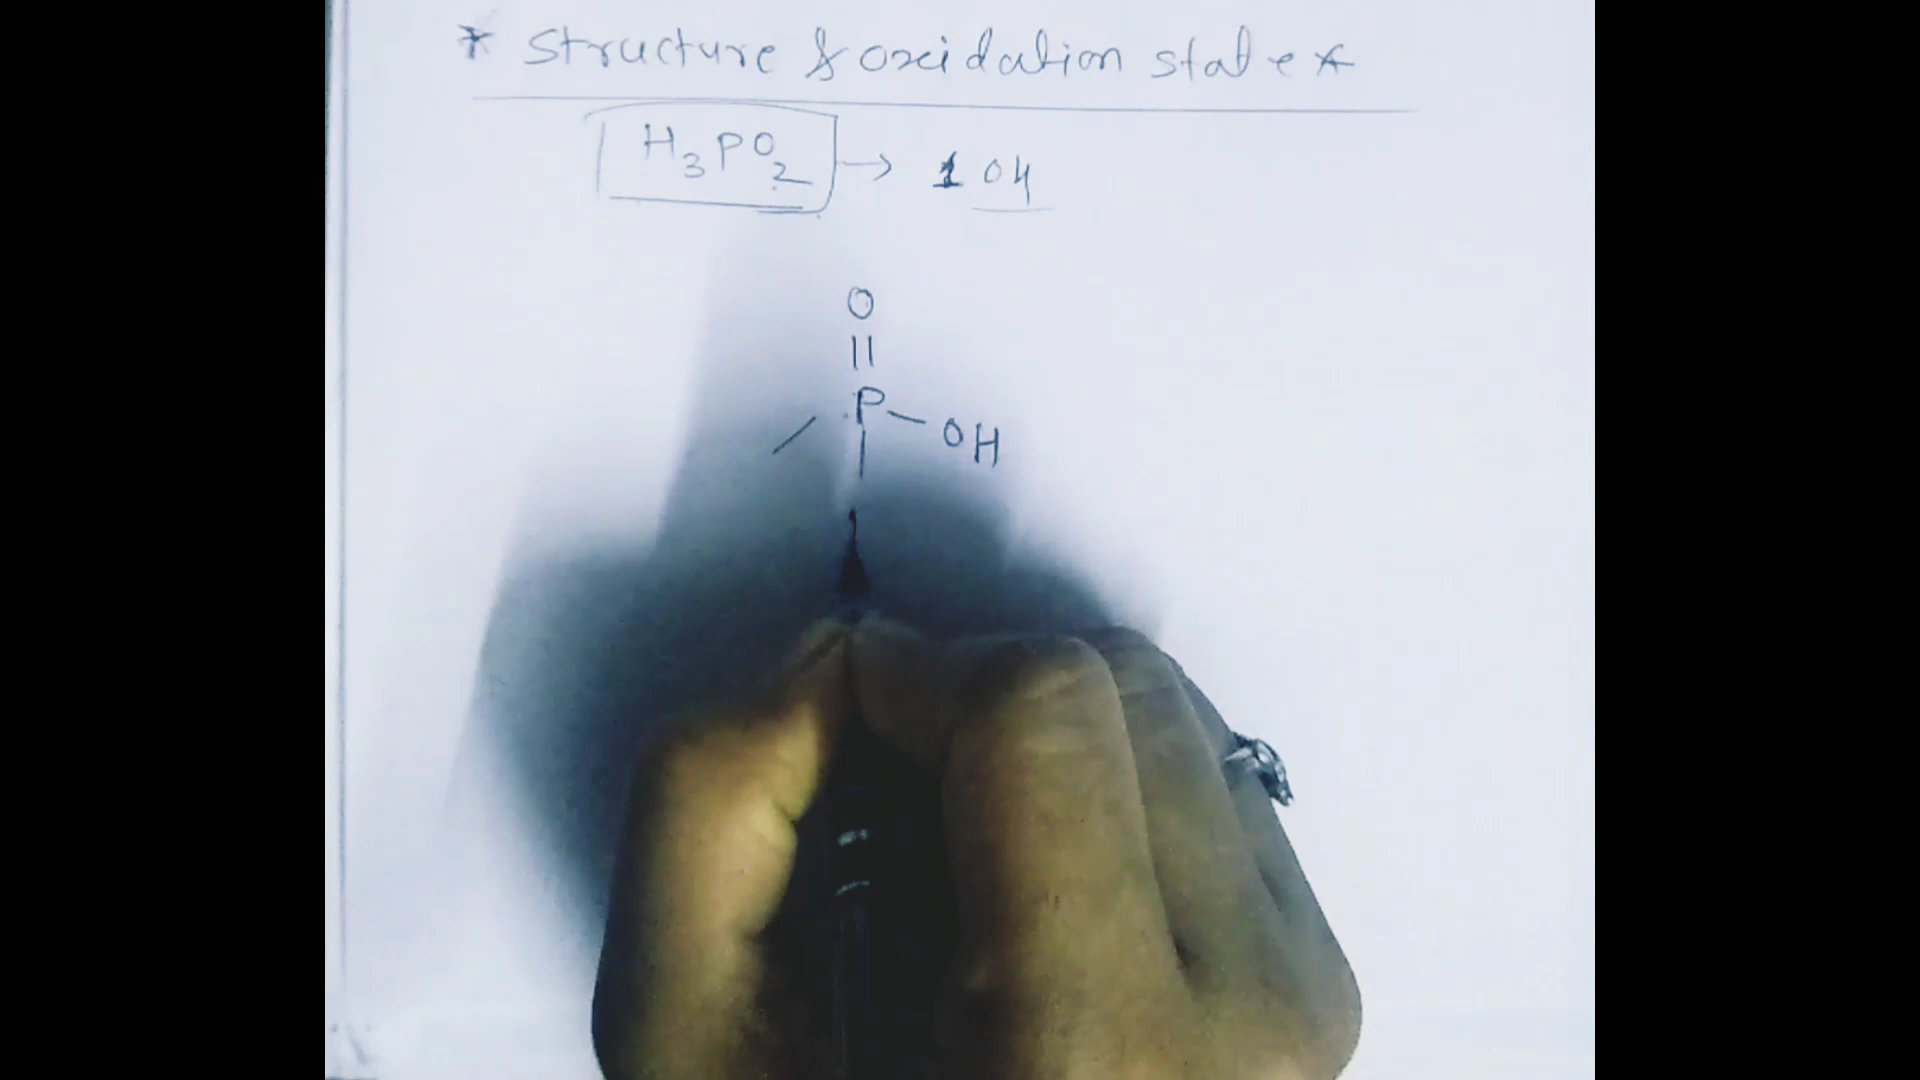 * Structure & oxidation state *
H3PO2 → 1 OH
O
||
P - OH